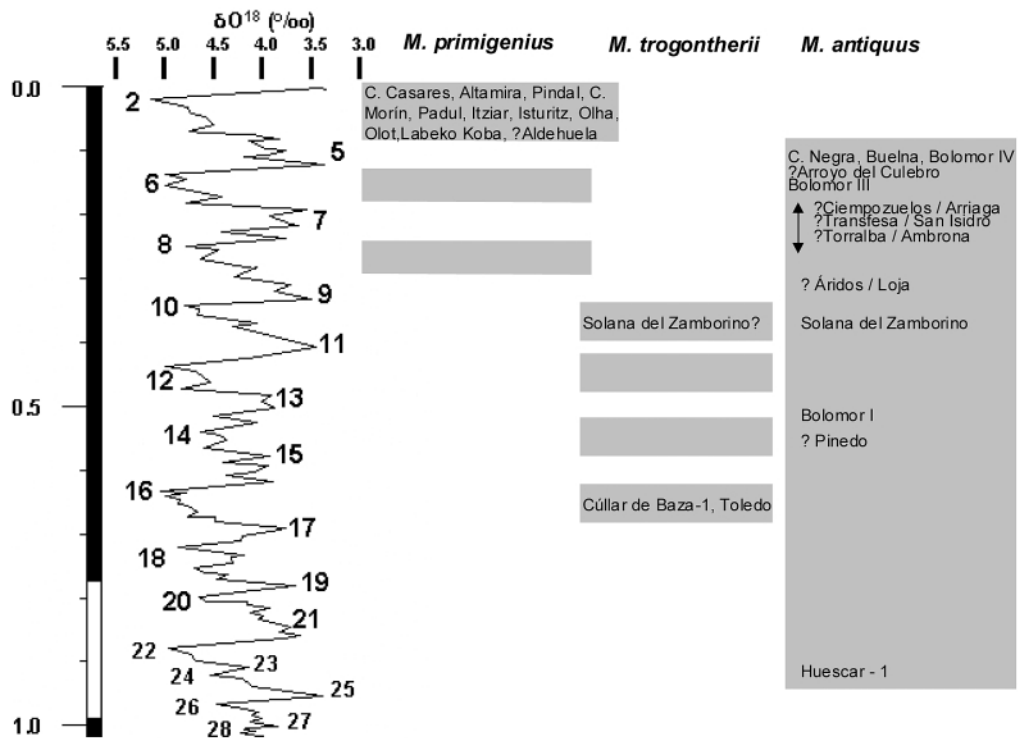 δO¹⁸ (°/oo)
5.5 5.0 4.5 4.0 3.5 3.0
M. primigenius
M. trogontherii
M. antiquus
0.0
0.5
1.0
2
5
6
7
8
9
10
11
12
13
14
15
16
17
18
19
20
21
22
23
24
25
26
27
28
C. Casares, Altamira, Pindal, C.
Morín, Padul, Itziar, Isturitz, Olha,
Olot,Labeko Koba, ?Aldehuela
Solana del Zamborino?
Cúllar de Baza-1, Toledo
C. Negra, Buelna, Bolomor IV
?Arroyo del Culebro
Bolomor III
?Ciempozuelos / Arriaga
?Transfesa / San Isidro
?Torralba / Ambrona
? Áridos / Loja
Solana del Zamborino
Bolomor I
? Pinedo
Huescar - 1